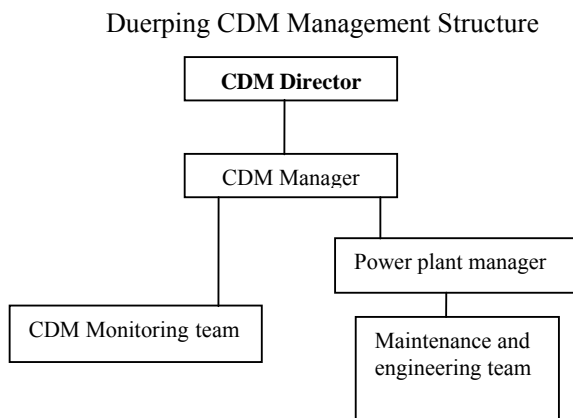 Duerping CDM Management Structure
CDM Director
CDM Manager
Power plant manager
CDM Monitoring team
Maintenance and
engineering team